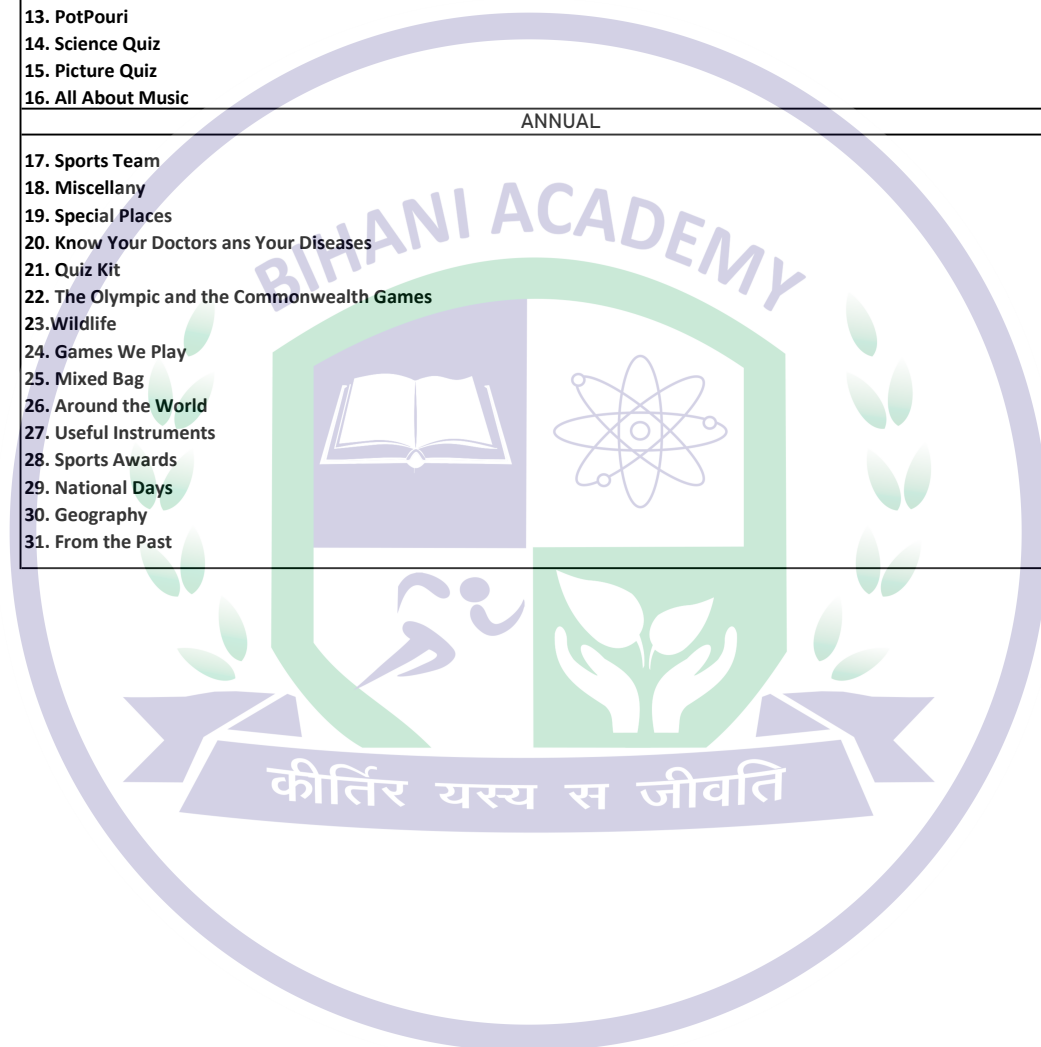 13. PotPouri
14. Science Quiz
15. Picture Quiz
16. All About Music
ANNUAL
17. Sports Team
18. Miscellany
19. Special Places
20. Know Your Doctors ans Your Diseases
21. Quiz Kit
22. The Olympic and the Commonwealth Games
23.Wildlife
24. Games We Play
25. Mixed Bag
26. Around the World
27. Useful Instruments
28. Sports Awards
29. National Days
30. Geography
31. From the Past
BIHANI ACADEMY
कीर्तिर यस्य स जीवति